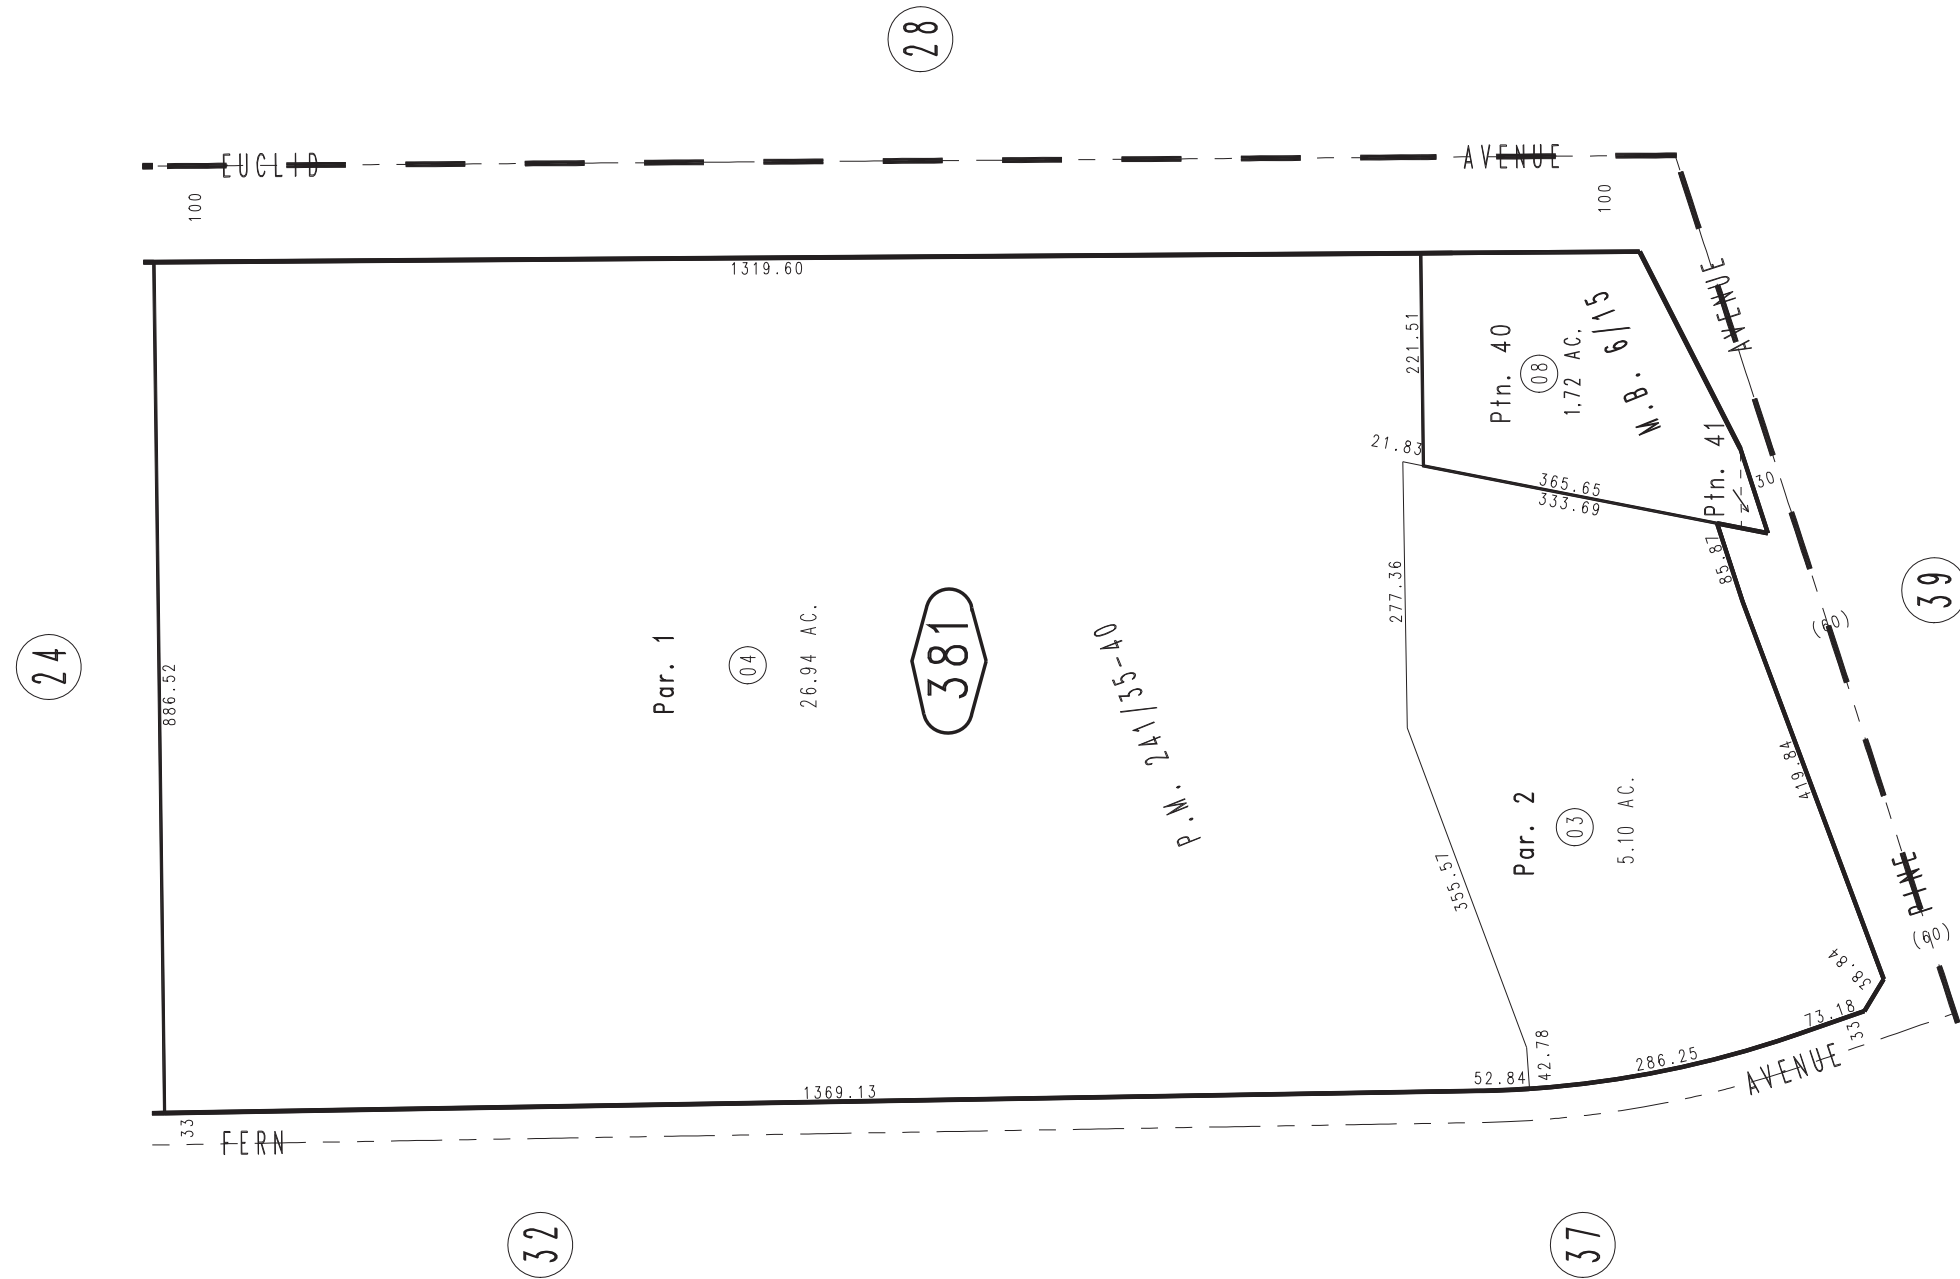 28
EUCLID
AVENUE
100
100
1319.60
AVENUE
221.51
Ptn. 40
08
1.72 AC.
M.B. 6/15
21.83
365.65
333.69
Ptn. 41
30
24
886.52
Par. 1
04
26.94 AC.
381
P.M. 241/35-40
277.36
85.87
(60)
39
419.84
355.57
Par. 2
03
5.10 AC.
PINE
(60)
38.84
73.18
33
286.25
42.78
52.84
1369.13
AVENUE
33
FERN
32
37